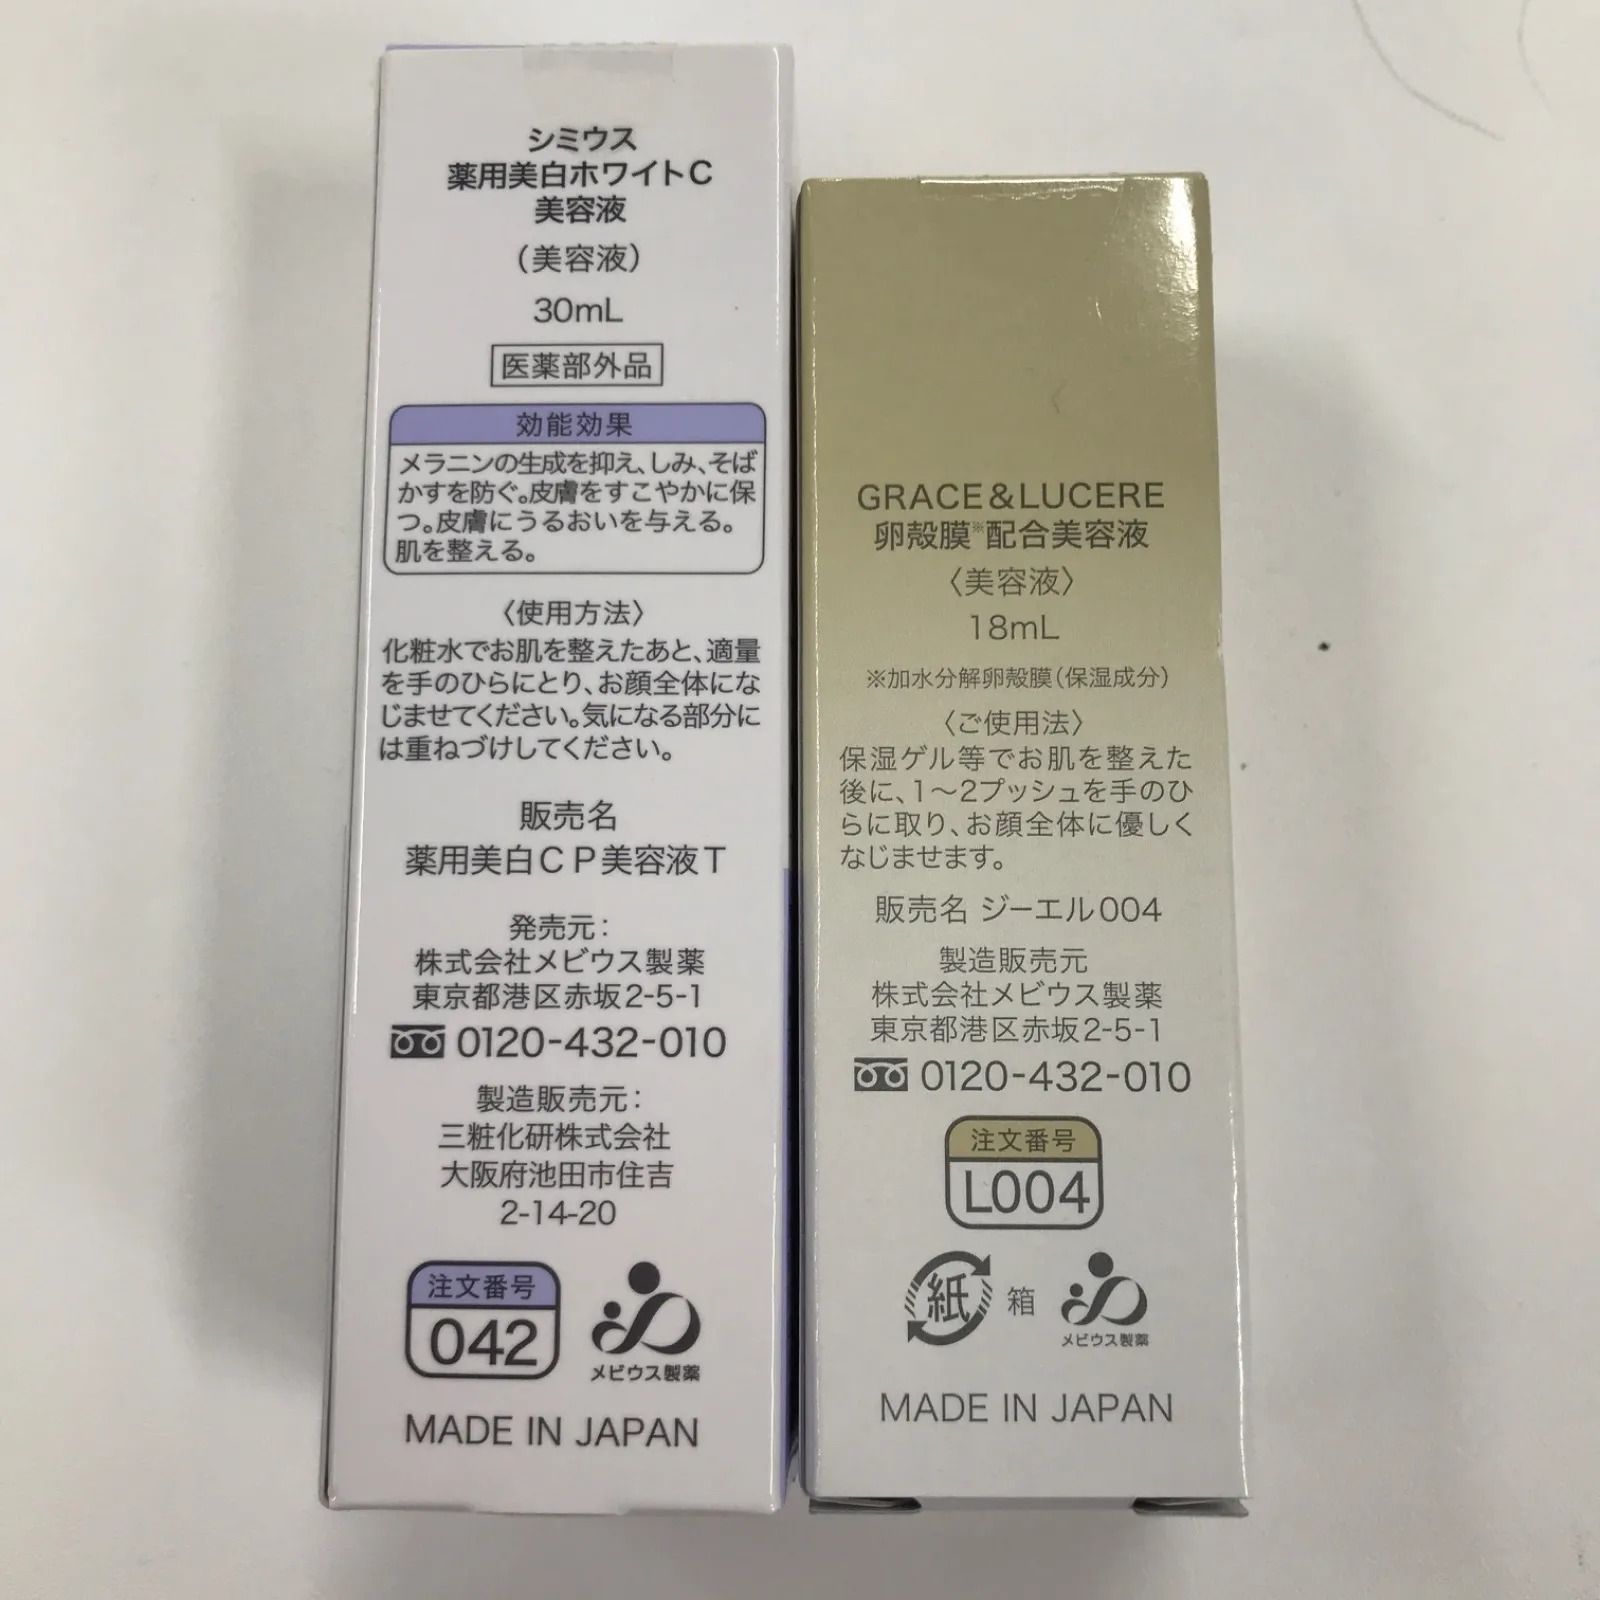 シミウス
薬用美白ホワイトC
美容液
(美容液)
30mL
医薬部外品
効能効果
メラニンの生成を抑え、しみ、そば
かすを防ぐ。皮膚をすこやかに保
つ。皮膚にうるおいを与える。
肌を整える。
〈使用方法〉
化粧水でお肌を整えたあと、適量
を手のひらにとり、お顔全体にな
じませてください。気になる部分に
は重ねづけしてください。
販売名
薬用美白CP美容液T
発売元:
株式会社メビウス製薬
東京都港区赤坂2-5-1
0120-432-010
製造販売元:
三粧化研株式会社
大阪府池田市住吉
2-14-20
注文番号
042
メビウス製薬
MADE IN JAPAN
GRACE&LUCERE
卵殻膜※配合美容液
〈美容液〉
18mL
※加水分解卵殻膜(保湿成分)
〈ご使用法〉
保湿ゲル等でお肌を整えた
後に、1〜2プッシュを手のひ
らに取り、お顔全体に優しく
なじませます。
販売名 ジーエル004
製造販売元
株式会社メビウス製薬
東京都港区赤坂2-5-1
0120-432-010
注文番号
L004
紙 箱
メビウス製薬
MADE IN JAPAN